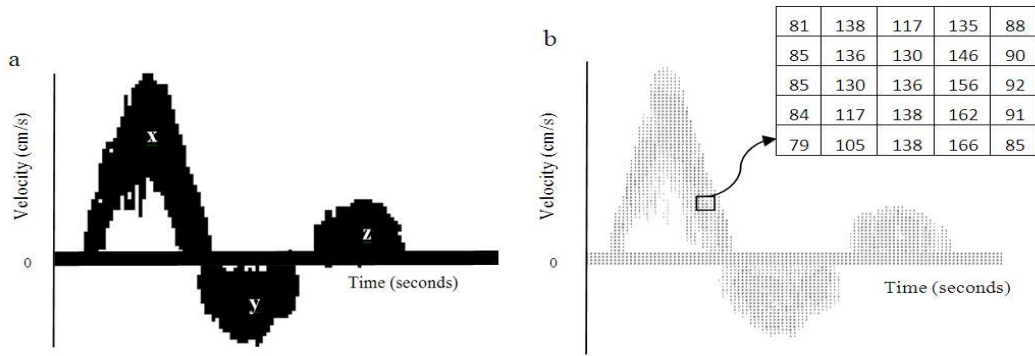 a
Velocity (cm/s)
x
z
y
0
Time (seconds)
b
81 138 117 135 88
85 136 130 146 90
85 130 136 156 92
84 117 138 162 91
79 105 138 166 85
Velocity (cm/s)
0
Time (seconds)